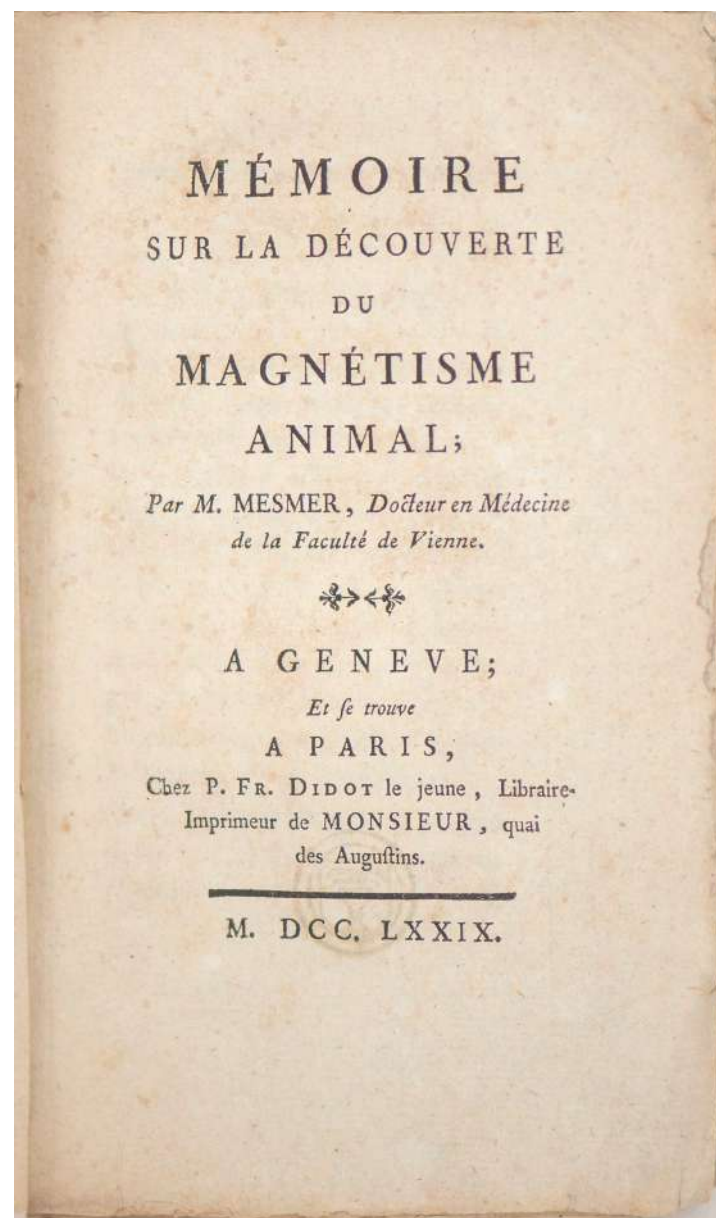 MÉMOIRE
SUR LA DÉCOUVERTE
DU
MAGNÉTISME
ANIMAL;
Par M. MESMER, Docteur en Médecine
de la Faculté de Vienne.
A GENEVE;
Et ſe trouve
A PARIS,
Chez P. FR. DIDOT le jeune, Libraire-
Imprimeur de MONSIEUR, quai
des Auguſtins.
M. DCC. LXXIX.